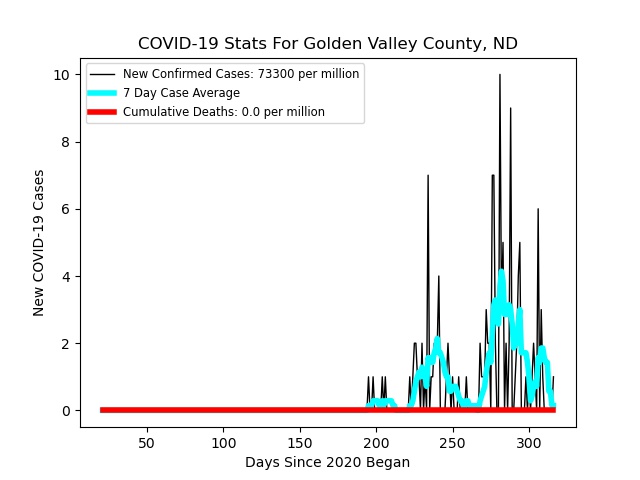 COVID-19 Stats For Golden Valley County, ND
New Confirmed Cases: 73300 per million
7 Day Case Average
Cumulative Deaths: 0.0 per million
New COVID-19 Cases
10
8
6
4
2
0
50 100 150 200 250 300
Days Since 2020 Began